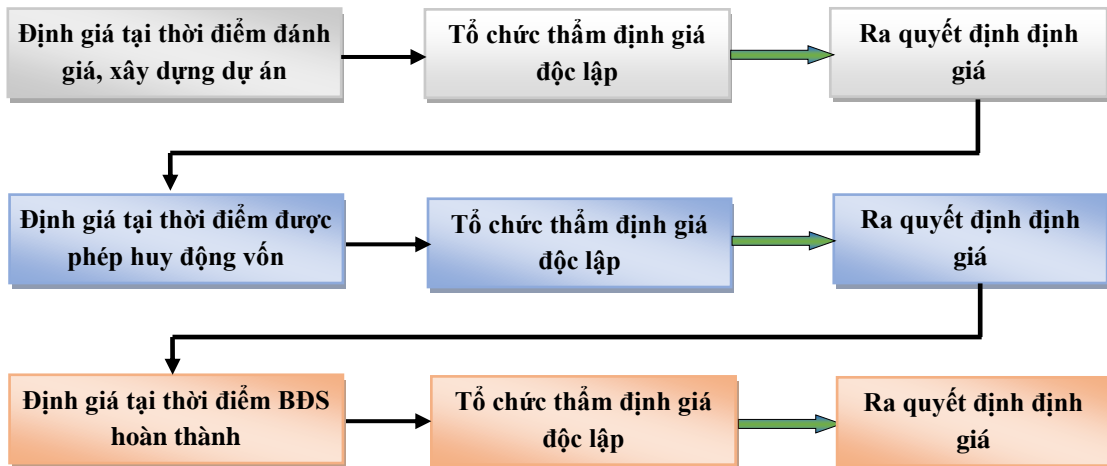 Định giá tại thời điểm đánh
giá, xây dựng dự án
Tổ chức thẩm định giá
độc lập
Ra quyết định định
giá
Định giá tại thời điểm được
phép huy động vốn
Tổ chức thẩm định giá
độc lập
Ra quyết định định
giá
Định giá tại thời điểm BĐS
hoàn thành
Tổ chức thẩm định giá
độc lập
Ra quyết định định
giá